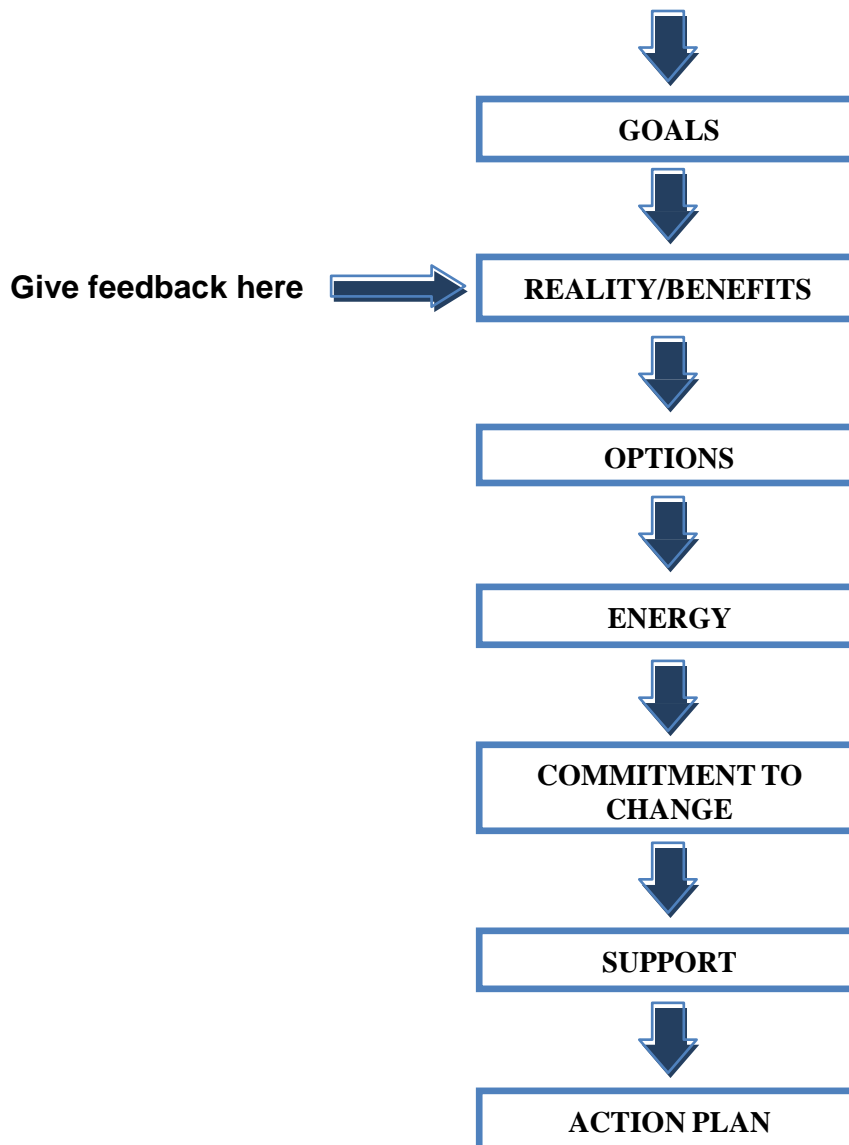 GOALS
Give feedback here
REALITY/BENEFITS
OPTIONS
ENERGY
COMMITMENT TO
CHANGE
SUPPORT
ACTION PLAN